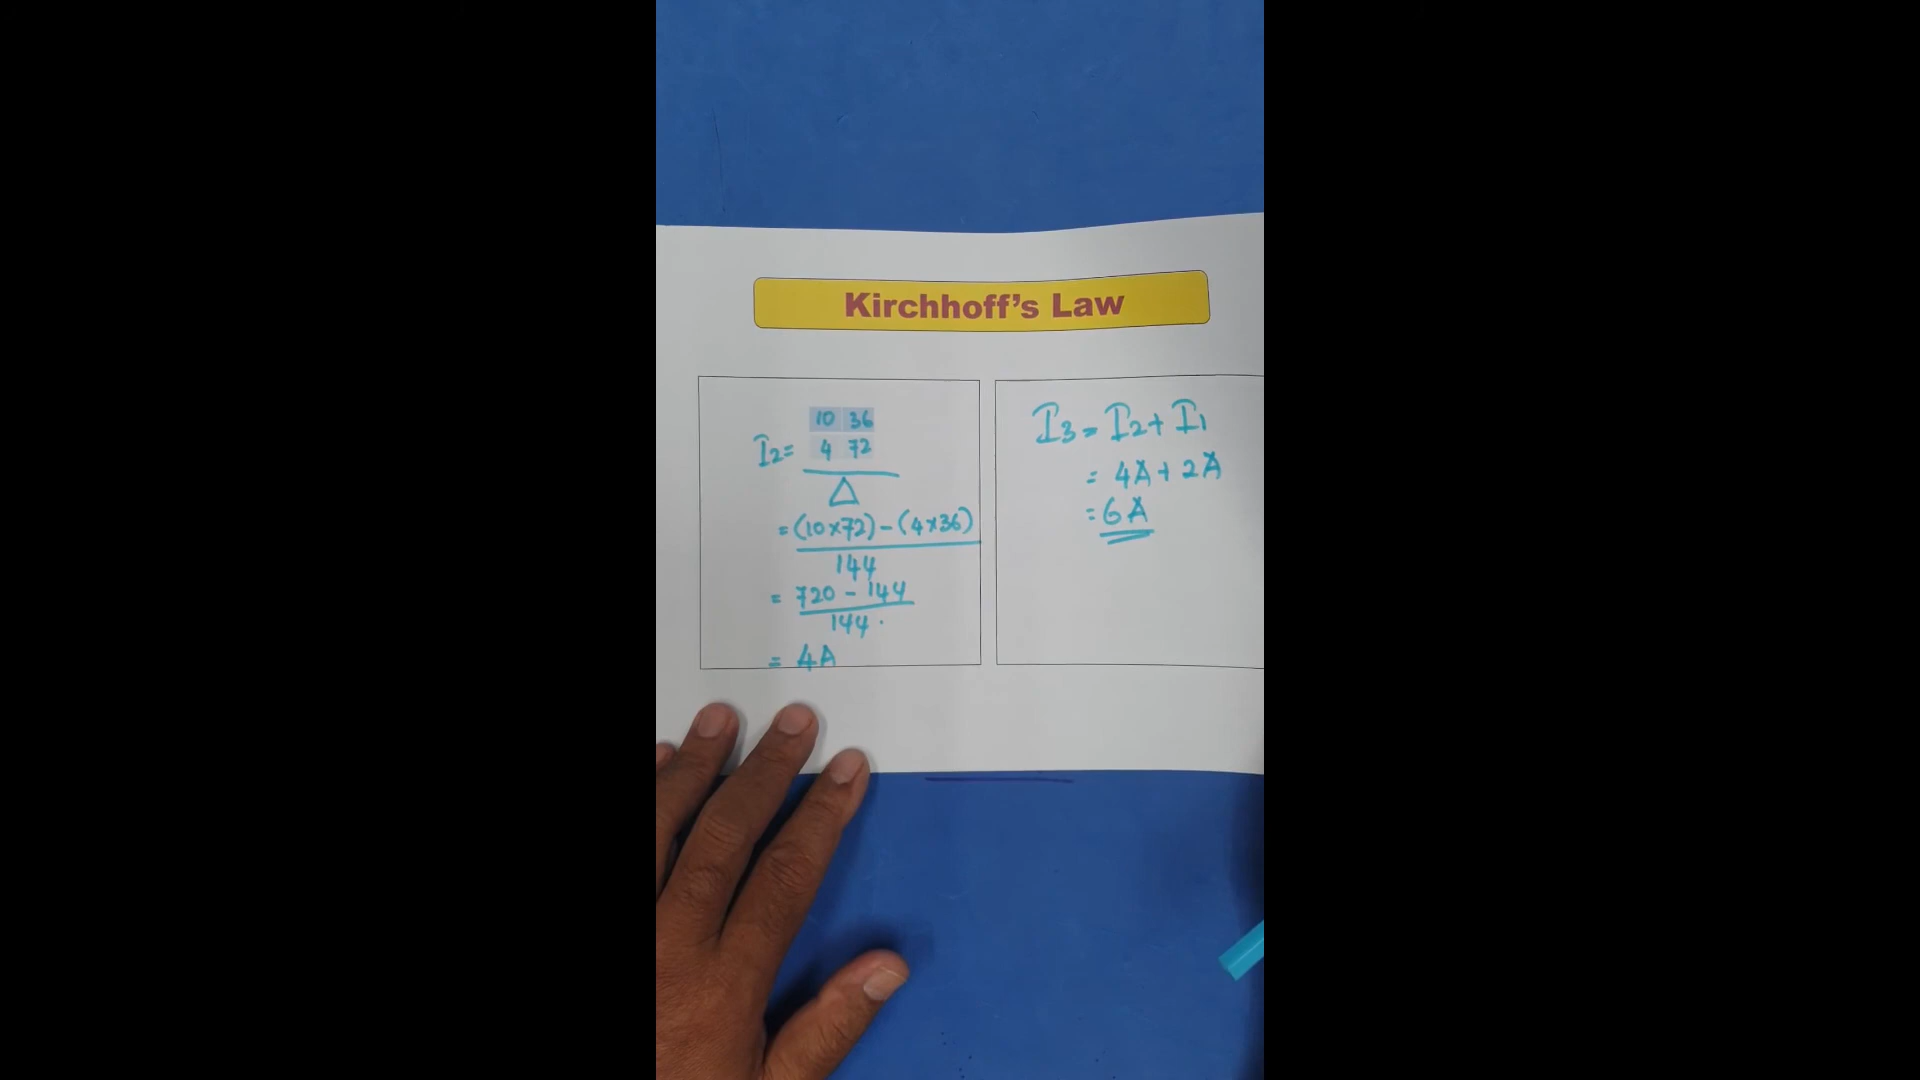 Kirchhoff's Law
10 36
I2= 4 72
Δ
= (10×72) - (4×36)
144
= 720 - 144
144.
= 4A
I3 = I2 + I1
= 4A + 2A
= 6A